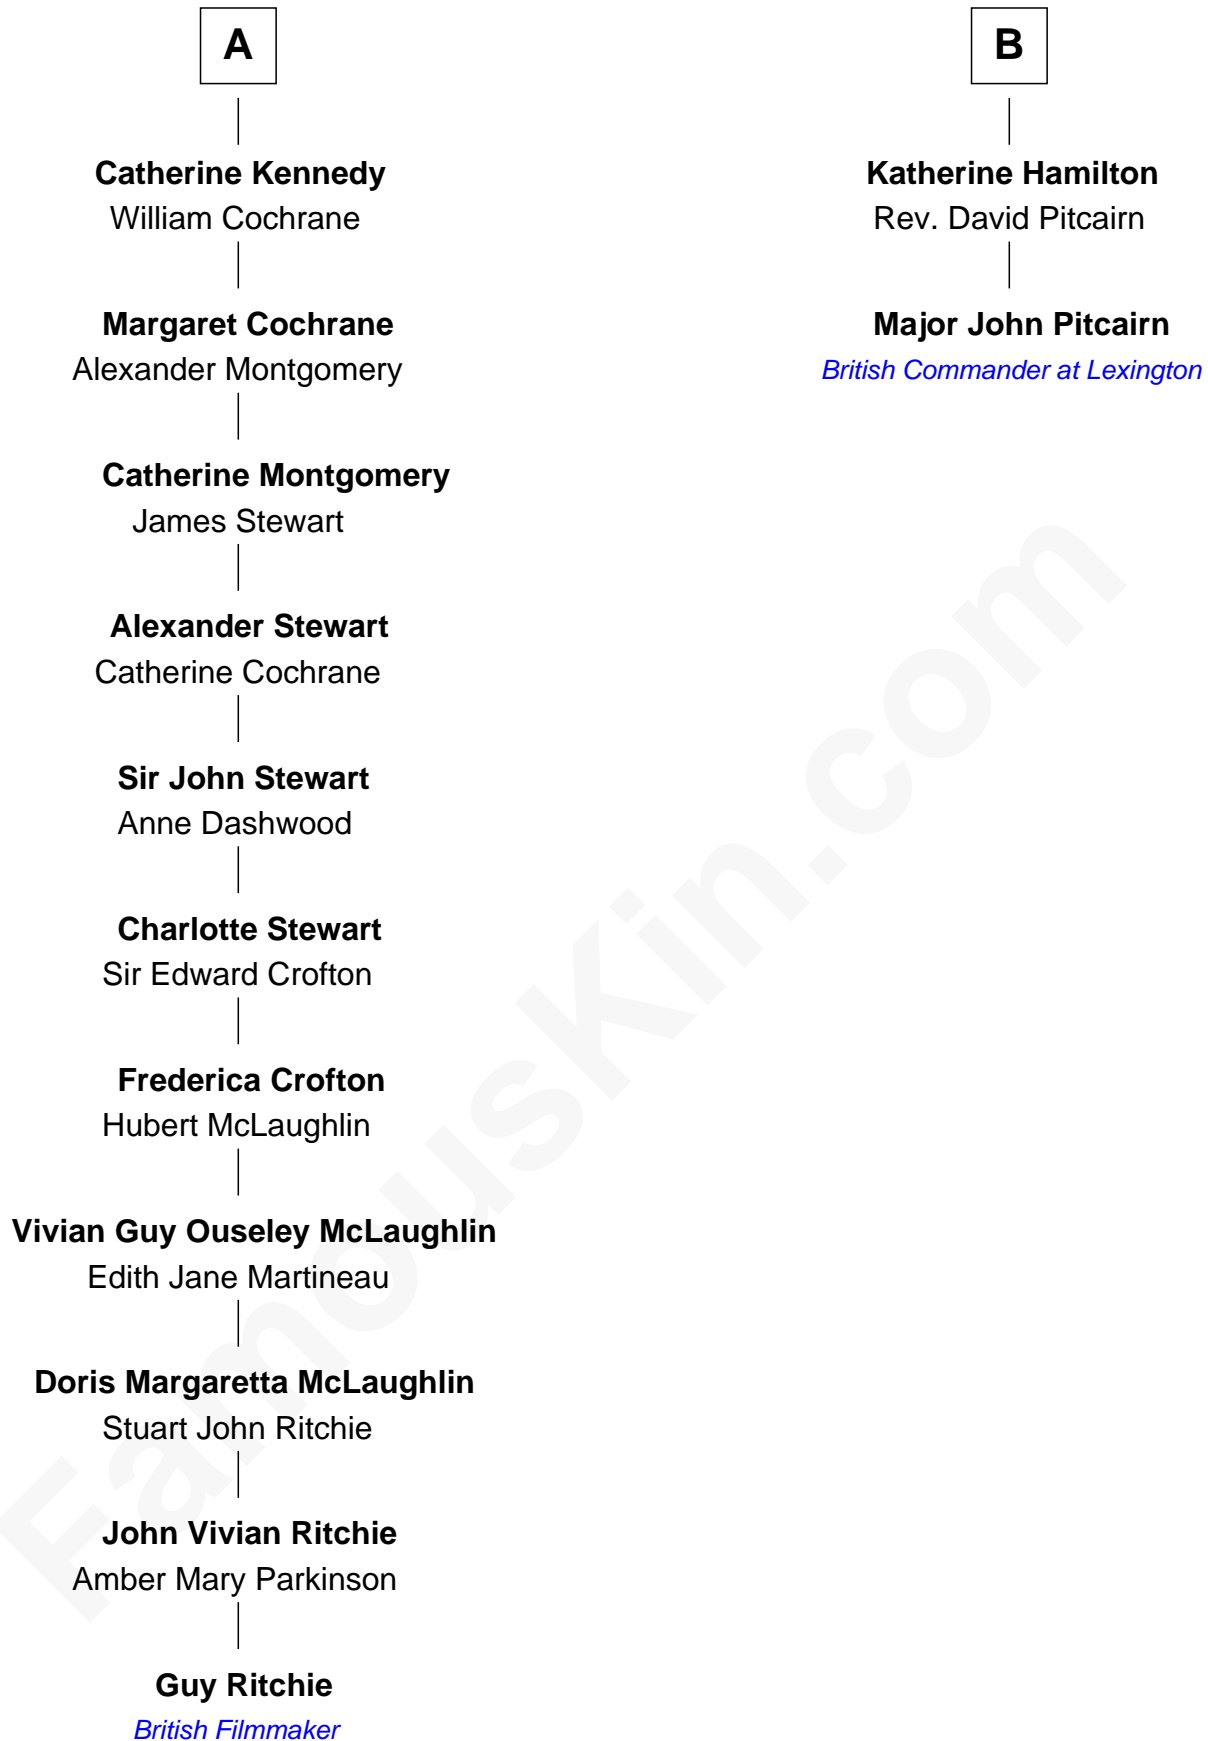 A
Catherine Kennedy
William Cochrane
Margaret Cochrane
Alexander Montgomery
Catherine Montgomery
James Stewart
Alexander Stewart
Catherine Cochrane
Sir John Stewart
Anne Dashwood
Charlotte Stewart
Sir Edward Crofton
Frederica Crofton
Hubert McLaughlin
Vivian Guy Ouseley McLaughlin
Edith Jane Martineau
Doris Margaretta McLaughlin
Stuart John Ritchie
John Vivian Ritchie
Amber Mary Parkinson
Guy Ritchie
British Filmmaker
B
Katherine Hamilton
Rev. David Pitcairn
Major John Pitcairn
British Commander at Lexington
FamousKin.com